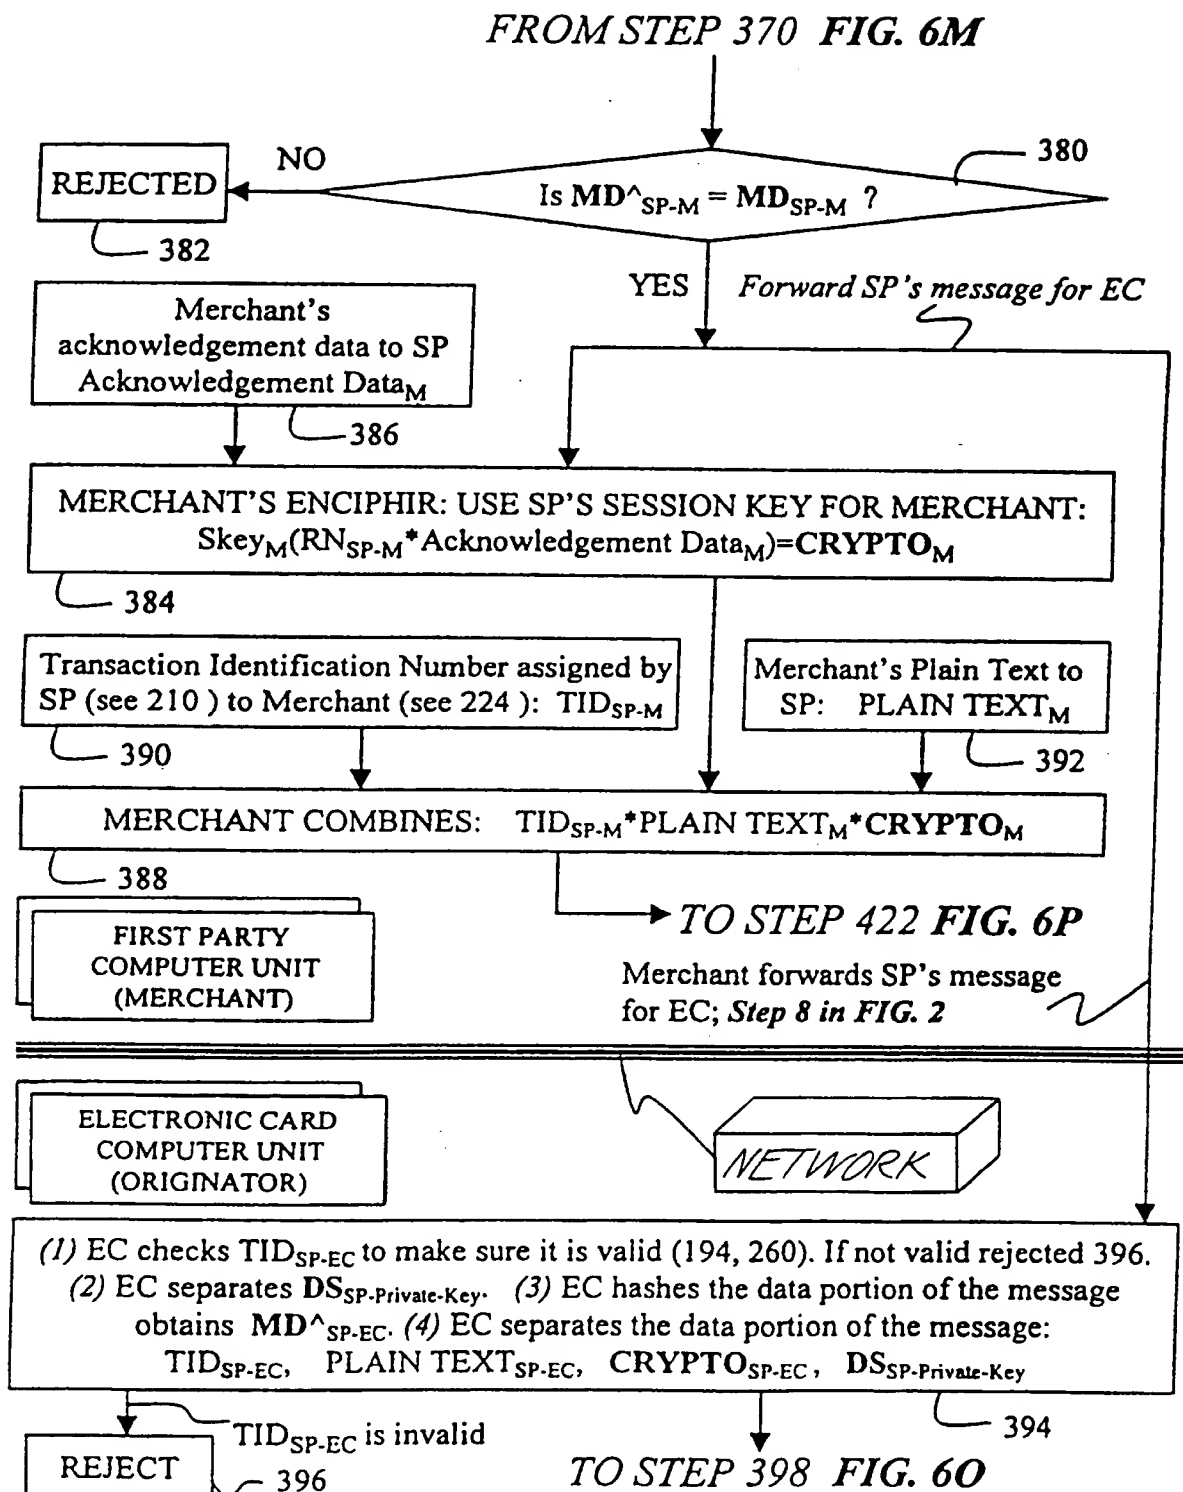 FROM STEP 370 FIG. 6M
380
NO
REJECTED
Is MD^SP-M = MDSP-M ?
382
YES
Forward SP's message for EC
Merchant's
acknowledgement data to SP
Acknowledgement DataM
386
MERCHANT'S ENCIPHIR: USE SP'S SESSION KEY FOR MERCHANT:
SkeyM(RNSP-M*Acknowledgement DataM)=CRYPTOM
384
Transaction Identification Number assigned by
SP (see 210 ) to Merchant (see 224 ): TIDSP-M
390
Merchant's Plain Text to
SP: PLAIN TEXTM
392
MERCHANT COMBINES: TIDSP-M*PLAIN TEXTM*CRYPTOM
388
TO STEP 422 FIG. 6P
FIRST PARTY
COMPUTER UNIT
(MERCHANT)
Merchant forwards SP's message
for EC; Step 8 in FIG. 2
ELECTRONIC CARD
COMPUTER UNIT
(ORIGINATOR)
NETWORK
(1) EC checks TIDSP-EC to make sure it is valid (194, 260). If not valid rejected 396.
(2) EC separates DSSP-Private-Key. (3) EC hashes the data portion of the message
obtains MD^SP-EC. (4) EC separates the data portion of the message:
TIDSP-EC, PLAIN TEXTSP-EC, CRYPTOSP-EC, DSSP-Private-Key
394
TIDSP-EC is invalid
REJECT
396
TO STEP 398 FIG. 6O